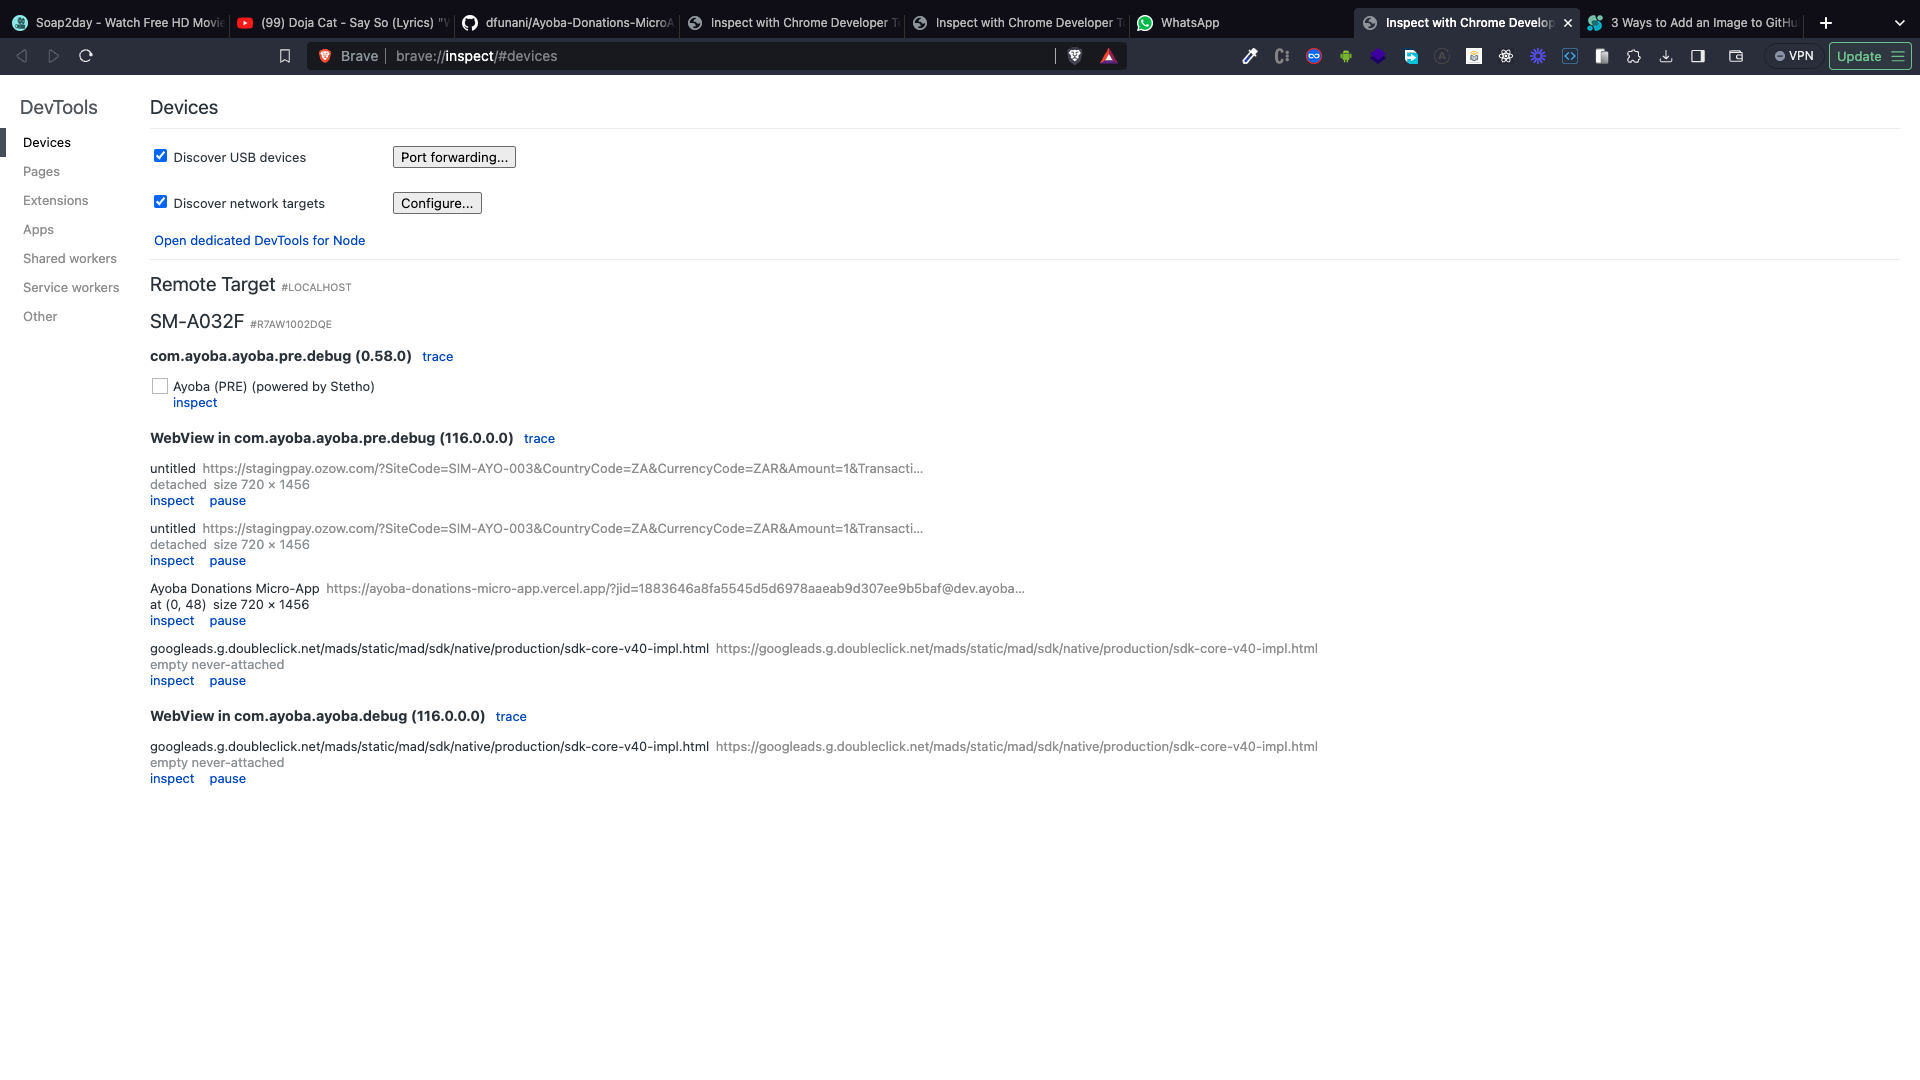 Soap2day - Watch Free HD Movie
(99) Doja Cat - Say So (Lyrics) "W
dfunani/Ayoba-Donations-MicroA
Inspect with Chrome Developer T
Inspect with Chrome Developer T
WhatsApp
Inspect with Chrome Develop
3 Ways to Add an Image to GitHu
Brave brave://inspect/#devices
VPN
Update
DevTools
Devices
Pages
Extensions
Apps
Shared workers
Service workers
Other
Devices
Discover USB devices Port forwarding...
Discover network targets Configure...
Open dedicated DevTools for Node
Remote Target #LOCALHOST
SM-A032F #R7AW1002DQE
com.ayoba.ayoba.pre.debug (0.58.0) trace
Ayoba (PRE) (powered by Stetho)
inspect
WebView in com.ayoba.ayoba.pre.debug (116.0.0.0) trace
untitled https://stagingpay.ozow.com/?SiteCode=SIM-AYO-003&CountryCode=ZA&CurrencyCode=ZAR&Amount=1&Transacti...
detached size 720 × 1456
inspect pause
untitled https://stagingpay.ozow.com/?SiteCode=SIM-AYO-003&CountryCode=ZA&CurrencyCode=ZAR&Amount=1&Transacti...
detached size 720 × 1456
inspect pause
Ayoba Donations Micro-App https://ayoba-donations-micro-app.vercel.app/?jid=1883646a8fa5545d5d6978aaeab9d307ee9b5baf@dev.ayoba...
at (0, 48) size 720 × 1456
inspect pause
googleads.g.doubleclick.net/mads/static/mad/sdk/native/production/sdk-core-v40-impl.html https://googleads.g.doubleclick.net/mads/static/mad/sdk/native/production/sdk-core-v40-impl.html
empty never-attached
inspect pause
WebView in com.ayoba.ayoba.debug (116.0.0.0) trace
googleads.g.doubleclick.net/mads/static/mad/sdk/native/production/sdk-core-v40-impl.html https://googleads.g.doubleclick.net/mads/static/mad/sdk/native/production/sdk-core-v40-impl.html
empty never-attached
inspect pause